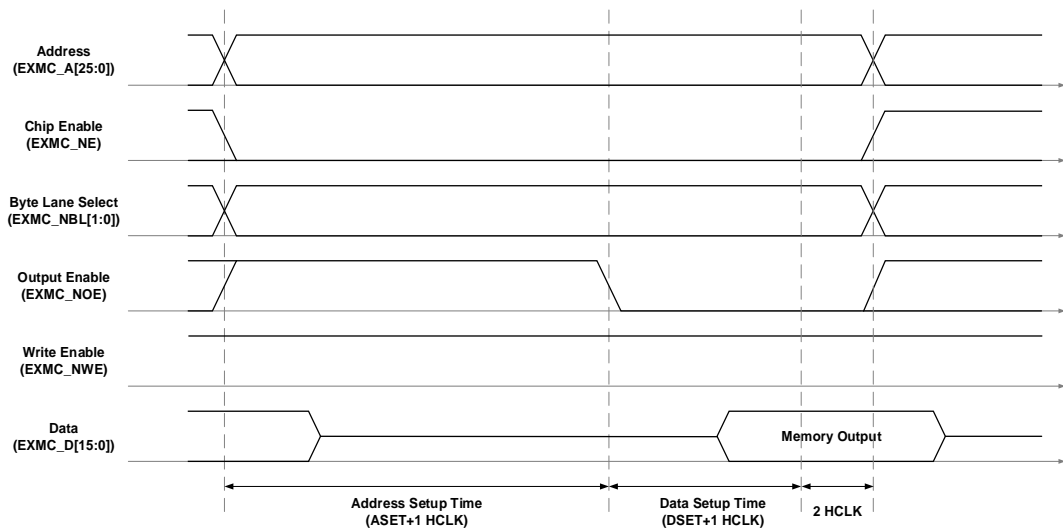 Address
(EXMC_A[25:0])
Chip Enable
(EXMC_NE)
Byte Lane Select
(EXMC_NBL[1:0])
Output Enable
(EXMC_NOE)
Write Enable
(EXMC_NWE)
Data
(EXMC_D[15:0])
Memory Output
Address Setup Time
(ASET+1 HCLK)
Data Setup Time
(DSET+1 HCLK)
2 HCLK